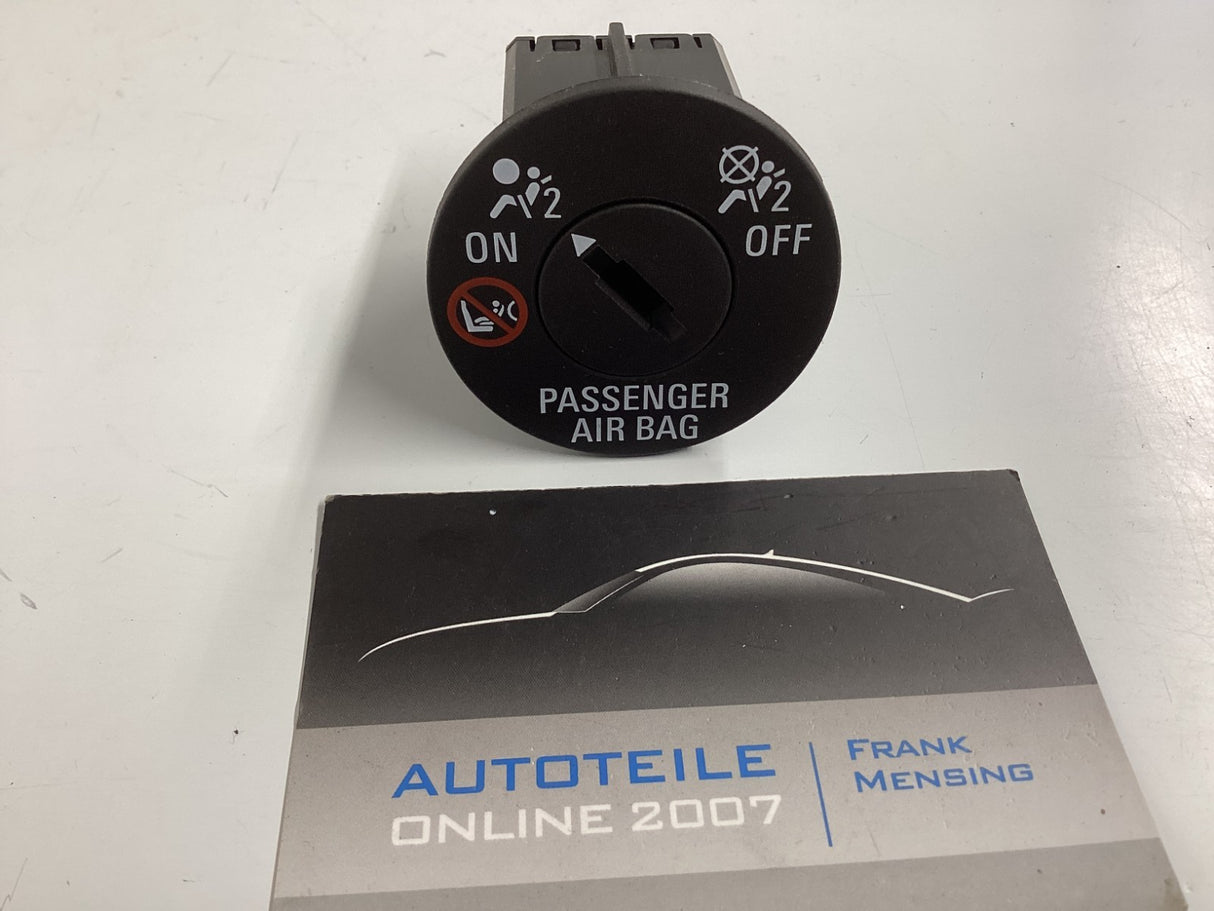 2 2
ON OFF
PASSENGER
AIR BAG
AUTOTEILE
ONLINE 2007
FRANK
MENSING